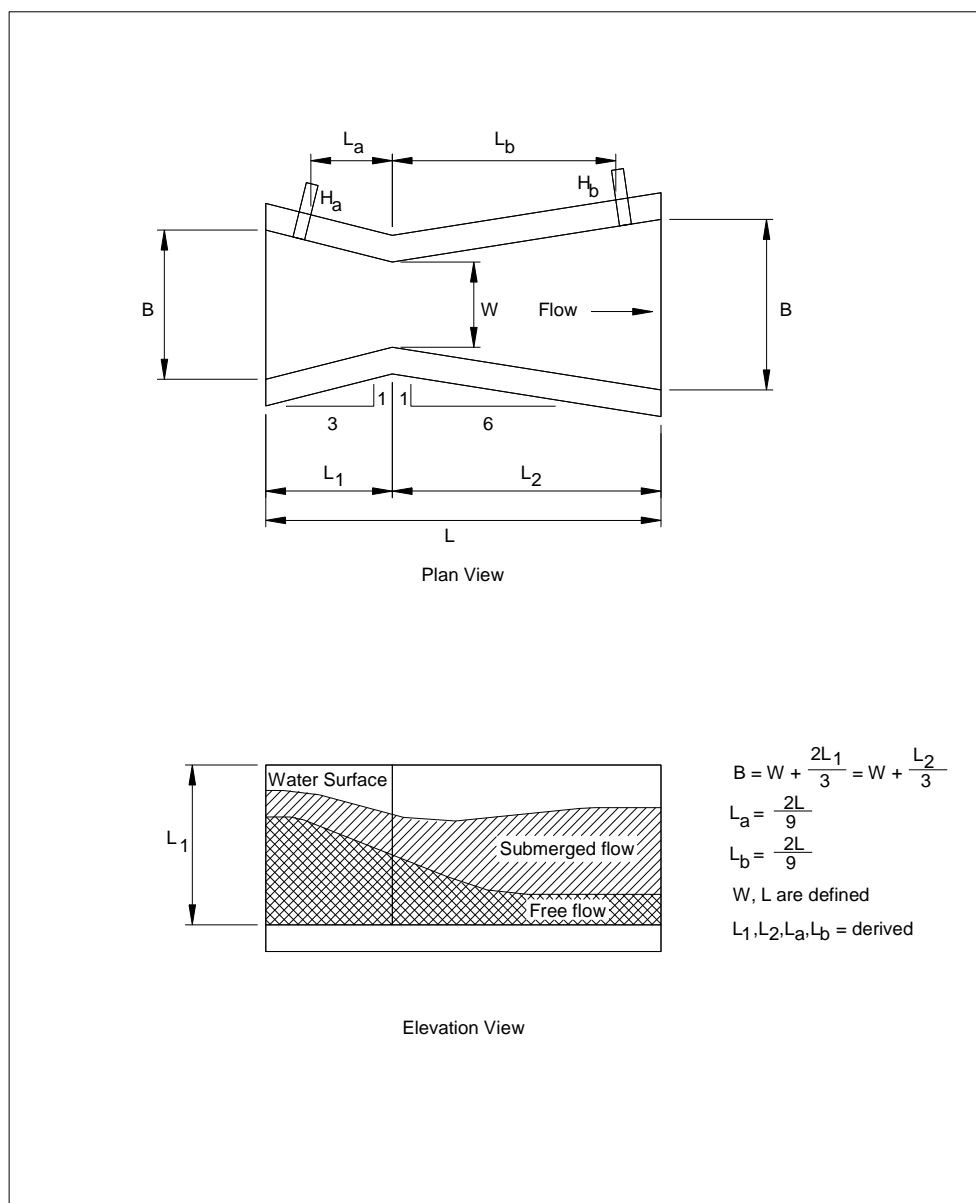 La
Lb
Ha
Hb
B
W
Flow
B
1
1
3
6
L1
L2
L
Plan View
Water Surface
L1
Submerged flow
Free flow
B = W + 2L1/3 = W + L2/3
La = 2L/9
Lb = 2L/9
W, L are defined
L1,L2,La,Lb = derived
Elevation View